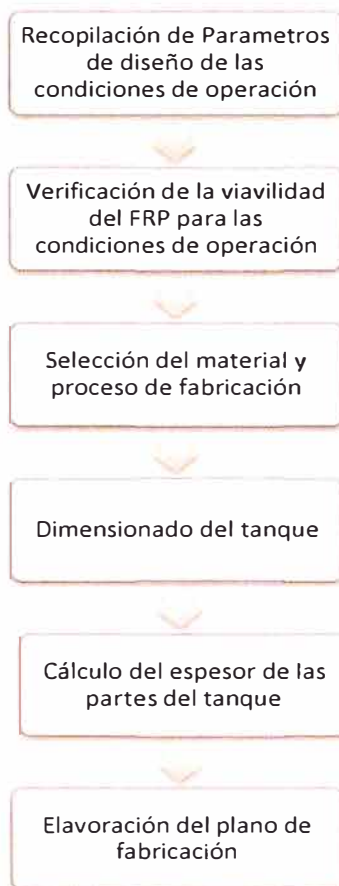 Recopilación de Parametros
de diseño de las
condiciones de operación
Verificación de la viavilidad
del FRP para las
condiciones de operación
Selección del material y
proceso de fabricación
Dimensionado del tanque
Cálculo del espesor de las
partes del tanque
Elavoración del plano de
fabricación